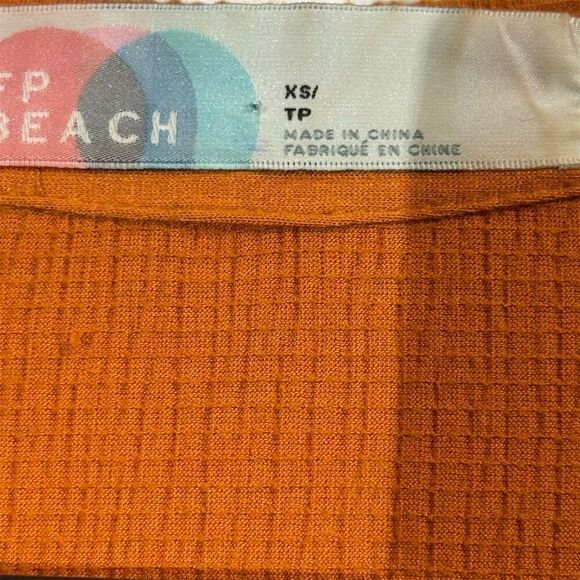 FP
BEACH
XS/
TP
MADE IN CHINA
FABRIQUÉ EN CHINE